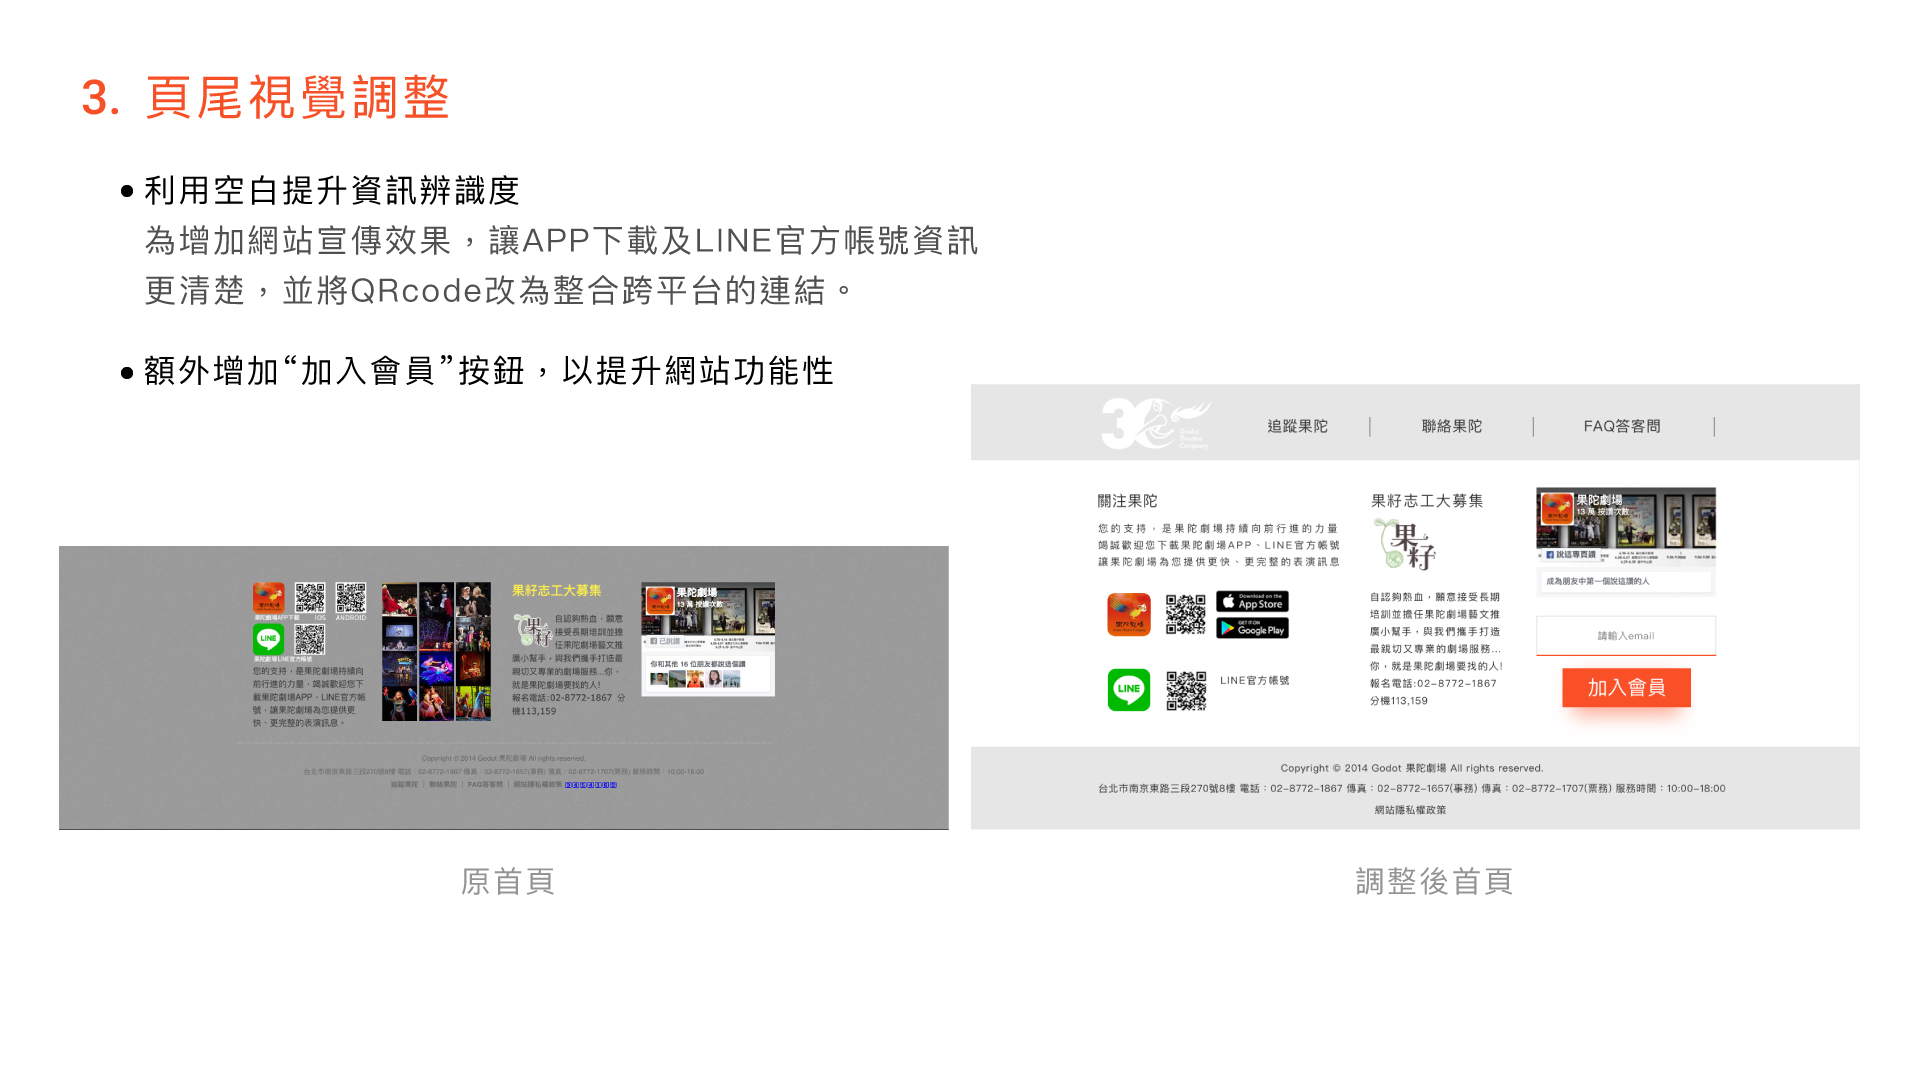 3. 頁尾視覺調整
•利用空白提升資訊辨識度
為增加網站宣傳效果，讓APP下載及LINE官方帳號資訊
更清楚，並將QRcode改為整合跨平台的連結。
•額外增加“加入會員”按鈕，以提升網站功能性
果陀劇場APP下載 IOS ANDROID
LINE
果陀劇場LINE官方帳號
您的支持，是果陀劇場持續向
前行進的力量，竭誠歡迎您下
載果陀劇場APP、LINE官方帳
號，讓果陀劇場為您提供更
快、更完整的表演訊息。
果籽志工大募集
果籽
自認夠熱血，願意
接受長期培訓並擔
任果陀劇場藝文推
廣小幫手，與我們攜手打造最
親切又專業的劇場服務...你，
就是果陀劇場要找的人!
報名電話:02-8772-1867 分
機113,159
果陀劇場
13 萬 按讚次數
已說讚
你和其他 16 位朋友都說這個讚
Copyright © 2014 Godot 果陀劇場 All rights reserved.
台北市南京東路三段270號8樓 電話：02-8772-1867 傳真：02-8772-1657(事務) 傳真：02-8772-1707(票務) 服務時間：10:00-18:00
追蹤果陀 | 聯絡果陀 | FAQ答客問 | 網站隱私權政策
原首頁
30
Godot
Theatre
Company
追蹤果陀 | 聯絡果陀 | FAQ答客問 |
關注果陀
您的支持，是果陀劇場持續向前行進的力量
竭誠歡迎您下載果陀劇場APP、LINE官方帳號
讓果陀劇場為您提供更快、更完整的表演訊息
Download on the
App Store
GET IT ON
Google Play
LINE
LINE官方帳號
果籽志工大募集
果籽
自認夠熱血，願意接受長期
培訓並擔任果陀劇場藝文推
廣小幫手，與我們攜手打造
最親切又專業的劇場服務...
你，就是果陀劇場要找的人!
報名電話:02-8772-1867
分機113,159
果陀劇場
13 萬 按讚次數
說這專頁讚
成為朋友中第一個說這讚的人
請輸入email
加入會員
Copyright © 2014 Godot 果陀劇場 All rights reserved.
台北市南京東路三段270號8樓 電話：02-8772-1867 傳真：02-8772-1657(事務) 傳真：02-8772-1707(票務) 服務時間：10:00-18:00
網站隱私權政策
調整後首頁